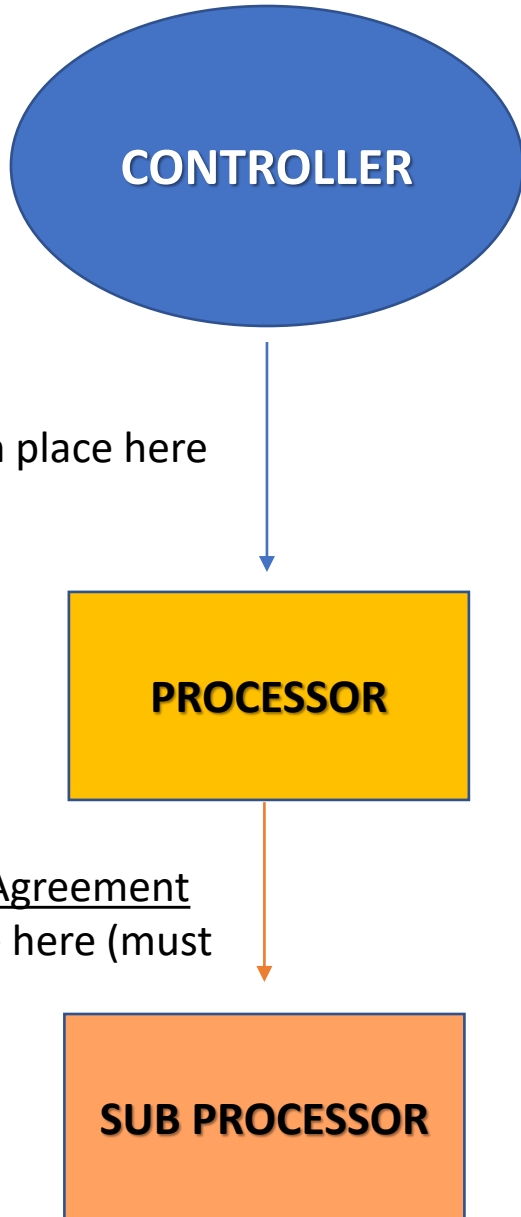 CONTROLLER
place here
PROCESSOR
Agreement
here (must
SUB PROCESSOR